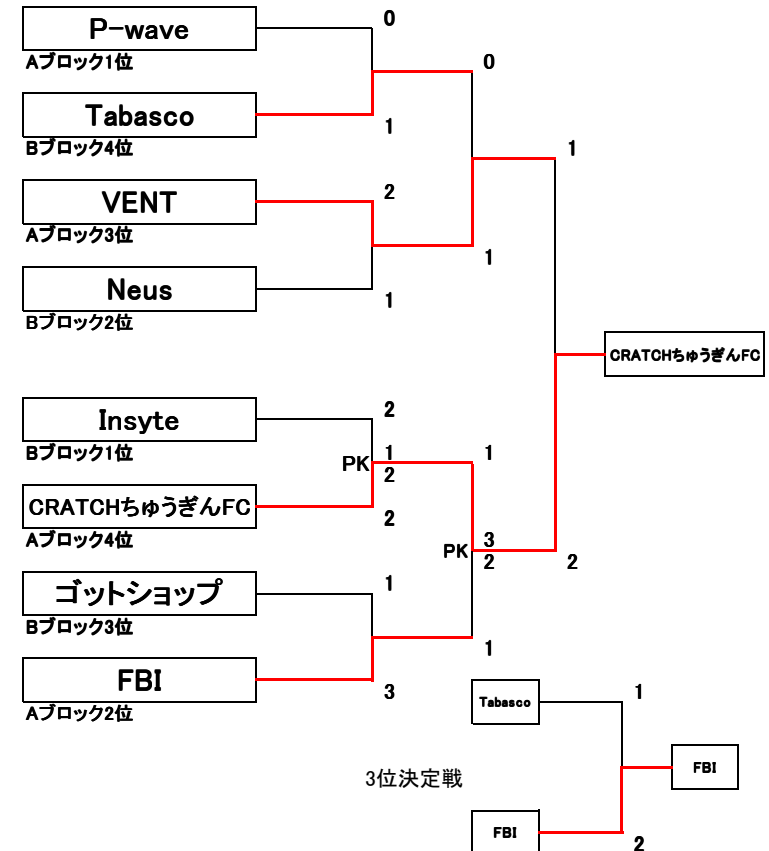 P-wave
Aブロック1位
0
0
Tabasco
Bブロック4位
1
1
VENT
Aブロック3位
2
1
Neus
Bブロック2位
1
CRATCHちゅうぎんFC
Insyte
Bブロック1位
2
PK
1
2
1
CRATCHちゅうぎんFC
Aブロック4位
2
PK
3
2
2
ゴットショップ
Bブロック3位
1
1
FBI
Aブロック2位
3
Tabasco
1
3位決定戦
FBI
FBI
2